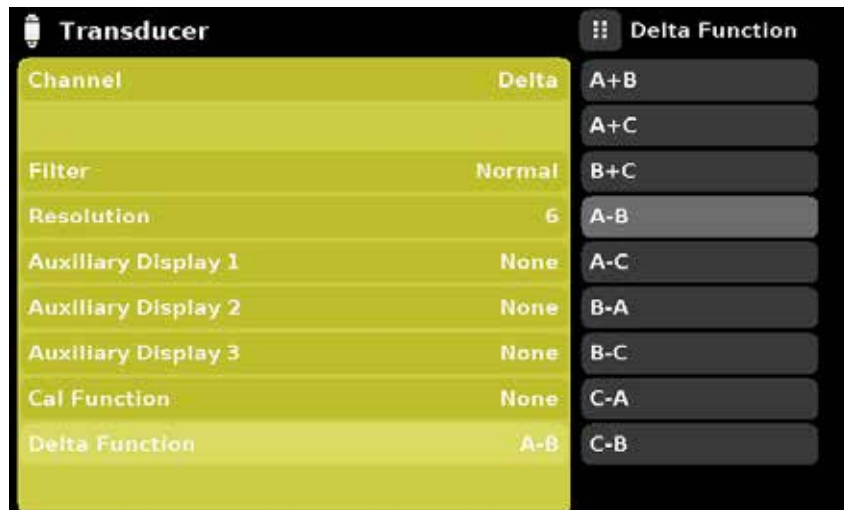 Transducer
Channel Delta
Filter Normal
Resolution 6
Auxiliary Display 1 None
Auxiliary Display 2 None
Auxiliary Display 3 None
Cal Function None
Delta Function A-B
Delta Function
A+B
A+C
B+C
A-B
A-C
B-A
B-C
C-A
C-B